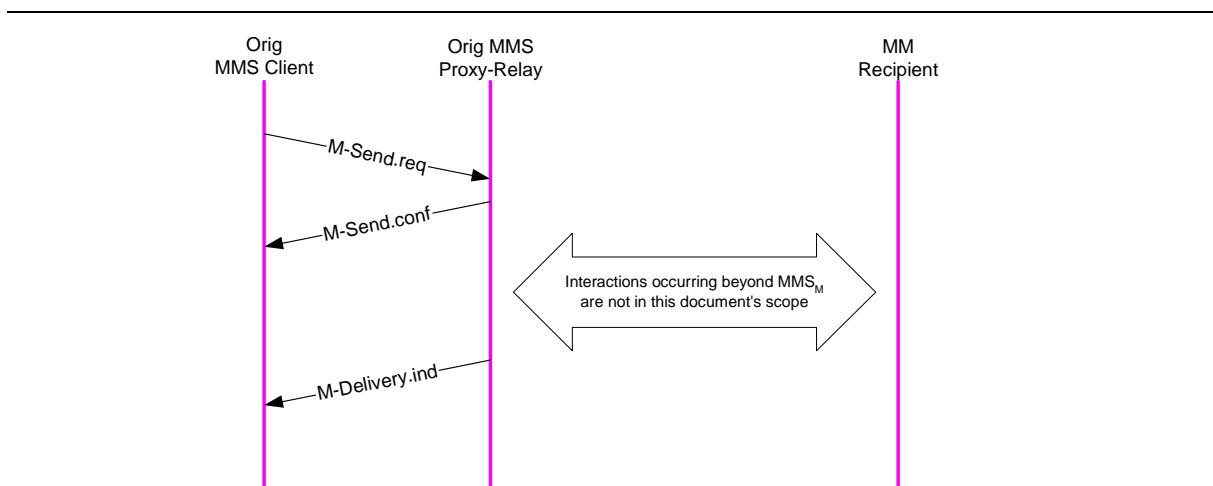 Orig
MMS Client
Orig MMS
Proxy-Relay
MM
Recipient
M-Send.req
M-Send.conf
Interactions occurring beyond MMSM
are not in this document's scope
M-Delivery.ind